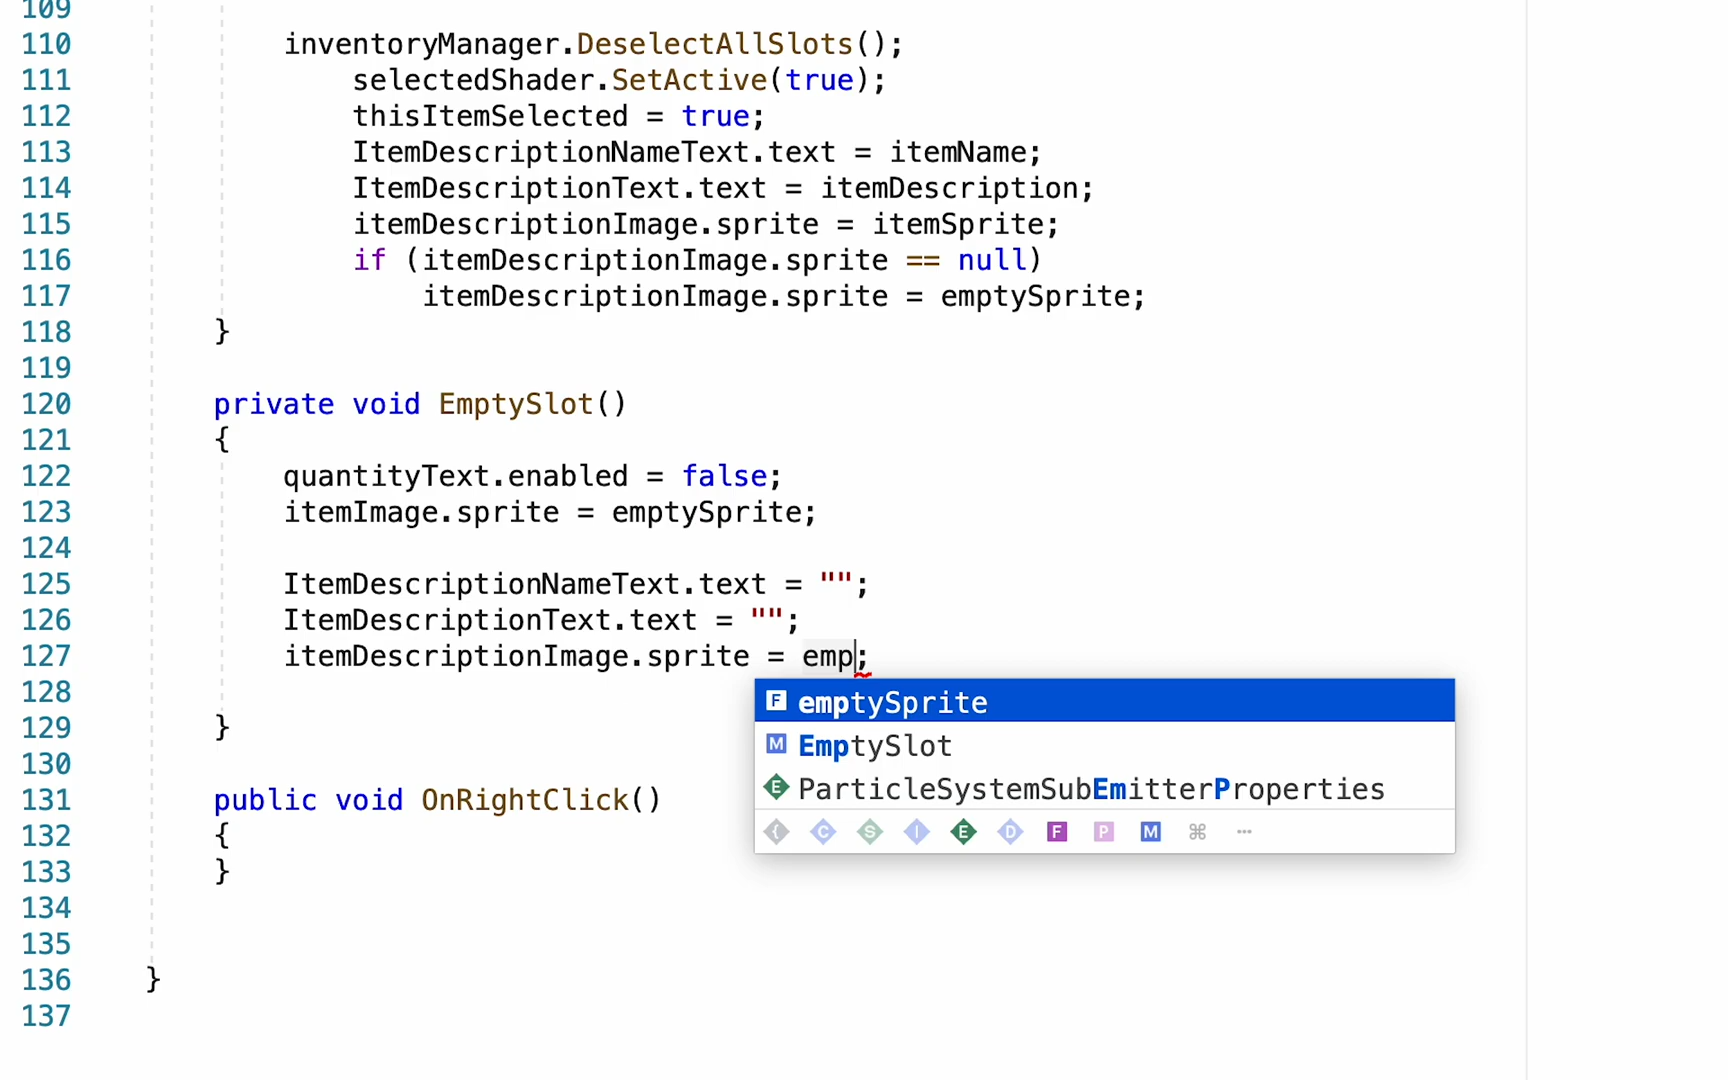 109
110 inventoryManager.DeselectAllSlots();
111 selectedShader.SetActive(true);
112 thisItemSelected = true;
113 ItemDescriptionNameText.text = itemName;
114 ItemDescriptionText.text = itemDescription;
115 itemDescriptionImage.sprite = itemSprite;
116 if (itemDescriptionImage.sprite == null)
117 itemDescriptionImage.sprite = emptySprite;
118 }
119
120 private void EmptySlot()
121 {
122 quantityText.enabled = false;
123 itemImage.sprite = emptySprite;
124
125 ItemDescriptionNameText.text = "";
126 ItemDescriptionText.text = "";
127 itemDescriptionImage.sprite = emp;
128
F emptySprite
129 }
M EmptySlot
130
E ParticleSystemSubEmitterProperties
131 public void OnRightClick()
132 {
{ C S I E D F P M ⌘ ···
133 }
134
135
136 }
137